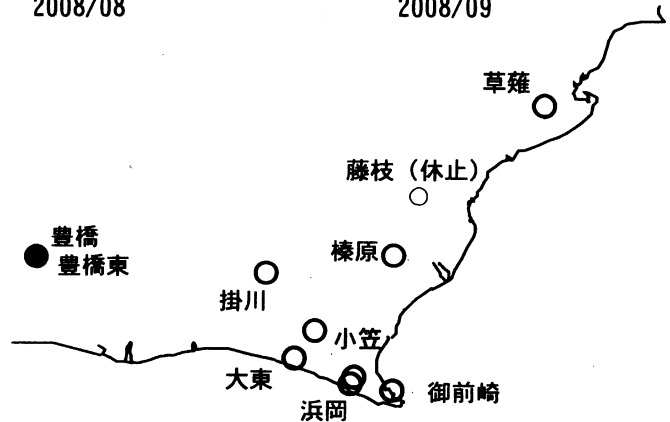 2008/08
2008/09
草薙
藤枝（休止）
豊橋
豊橋東
榛原
掛川
小笠
大東
浜岡
御前崎